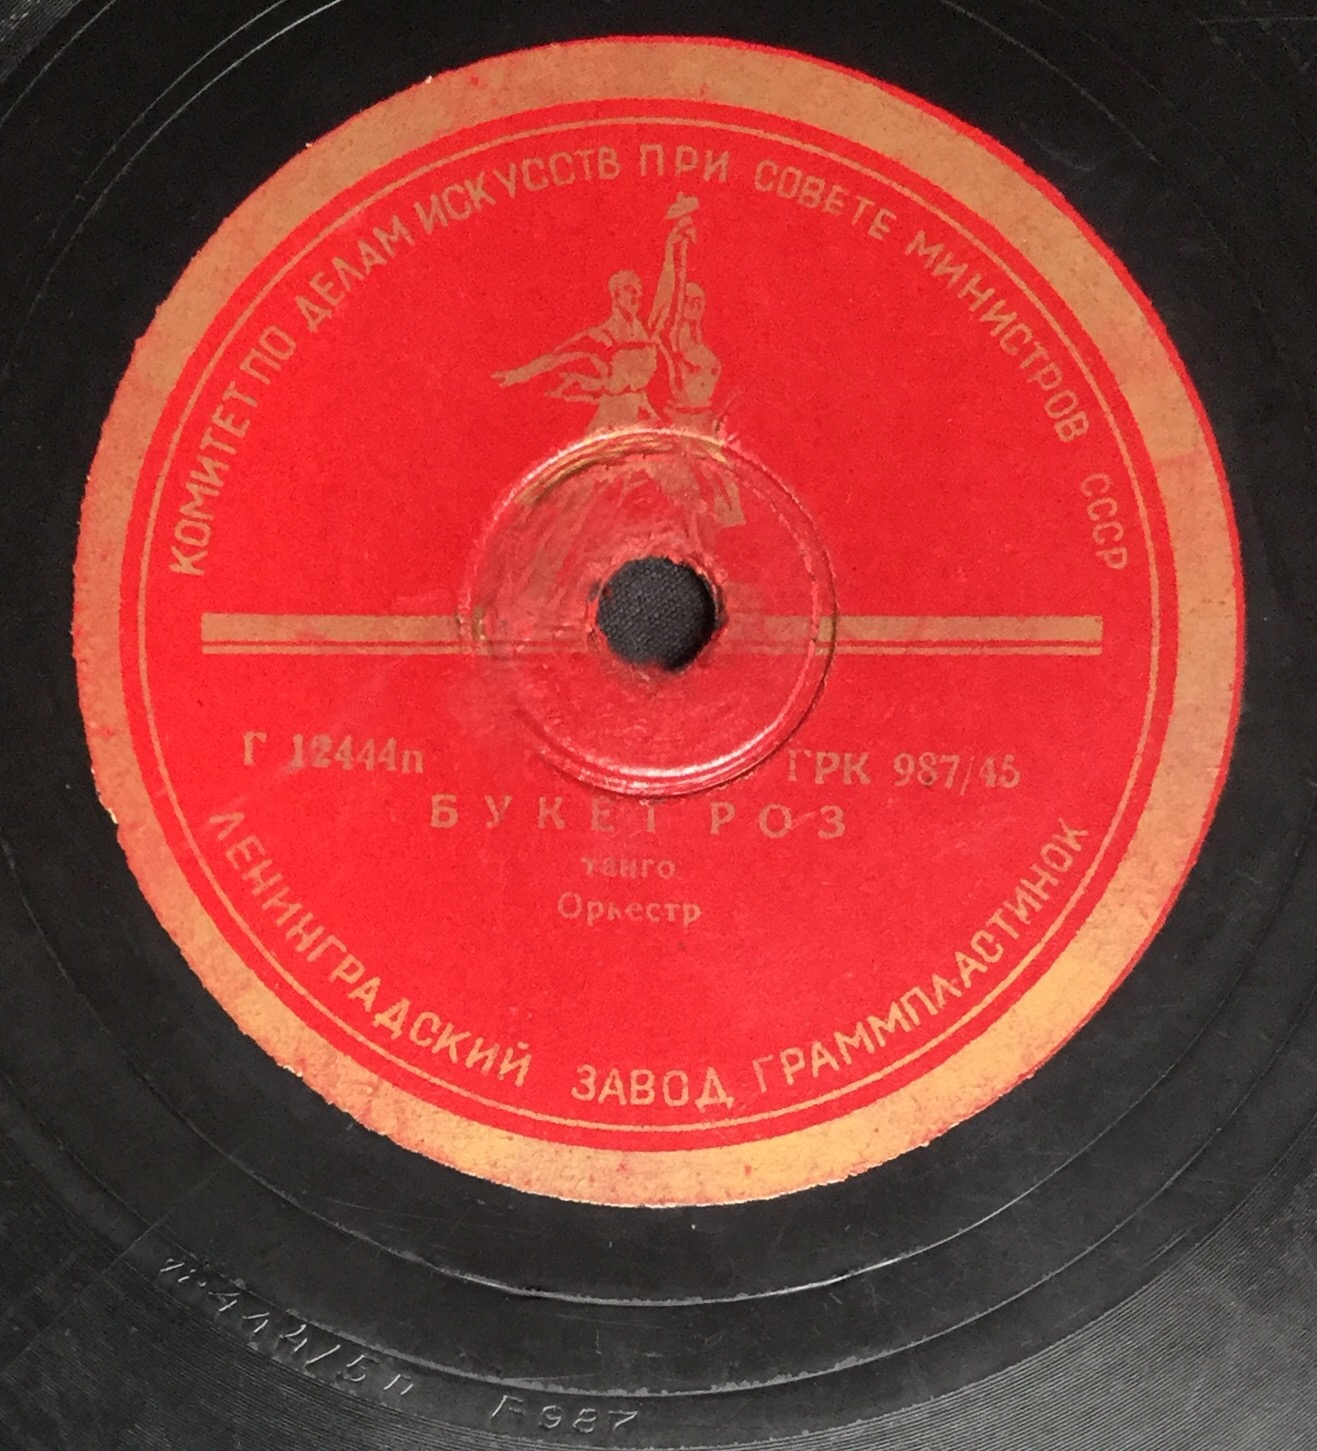 КОМИТЕТ ПО ДЕЛАМ ИСКУССТВ ПРИ СОВЕТЕ МИНИСТРОВ СССР
Г 12444п ГРК 987/45
БУКЕТ РОЗ
танго
Оркестр
ЛЕНИНГРАДСКИЙ ЗАВОД ГРАММПЛАСТИНОК
Г-987